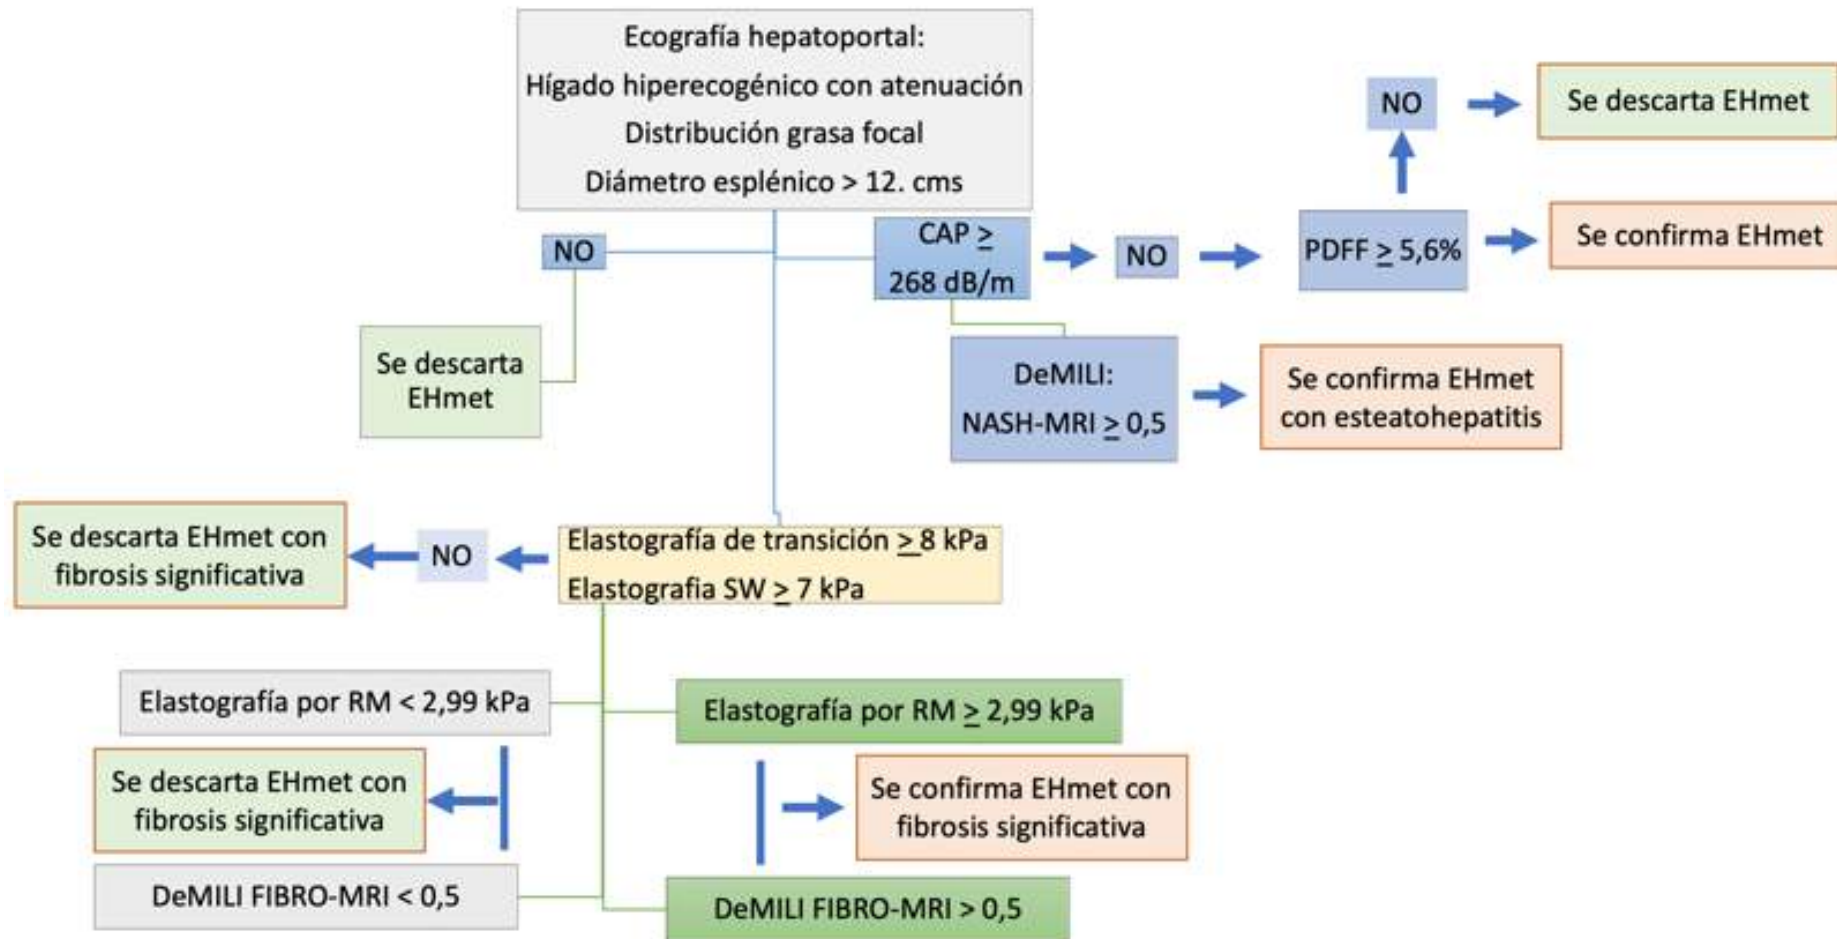 Ecografía hepatoportal:
Hígado hiperecogénico con atenuación
Distribución grasa focal
Diámetro esplénico > 12. cms
NO
Se descarta EHmet
NO
CAP ≥
268 dB/m
NO
PDFF ≥ 5,6%
Se confirma EHmet
Se descarta
EHmet
DeMILI:
NASH-MRI ≥ 0,5
Se confirma EHmet
con esteatohepatitis
Se descarta EHmet con
fibrosis significativa
NO
Elastografía de transición ≥ 8 kPa
Elastografia SW ≥ 7 kPa
Elastografía por RM < 2,99 kPa
Elastografía por RM ≥ 2,99 kPa
Se descarta EHmet con
fibrosis significativa
Se confirma EHmet con
fibrosis significativa
DeMILI FIBRO-MRI < 0,5
DeMILI FIBRO-MRI > 0,5